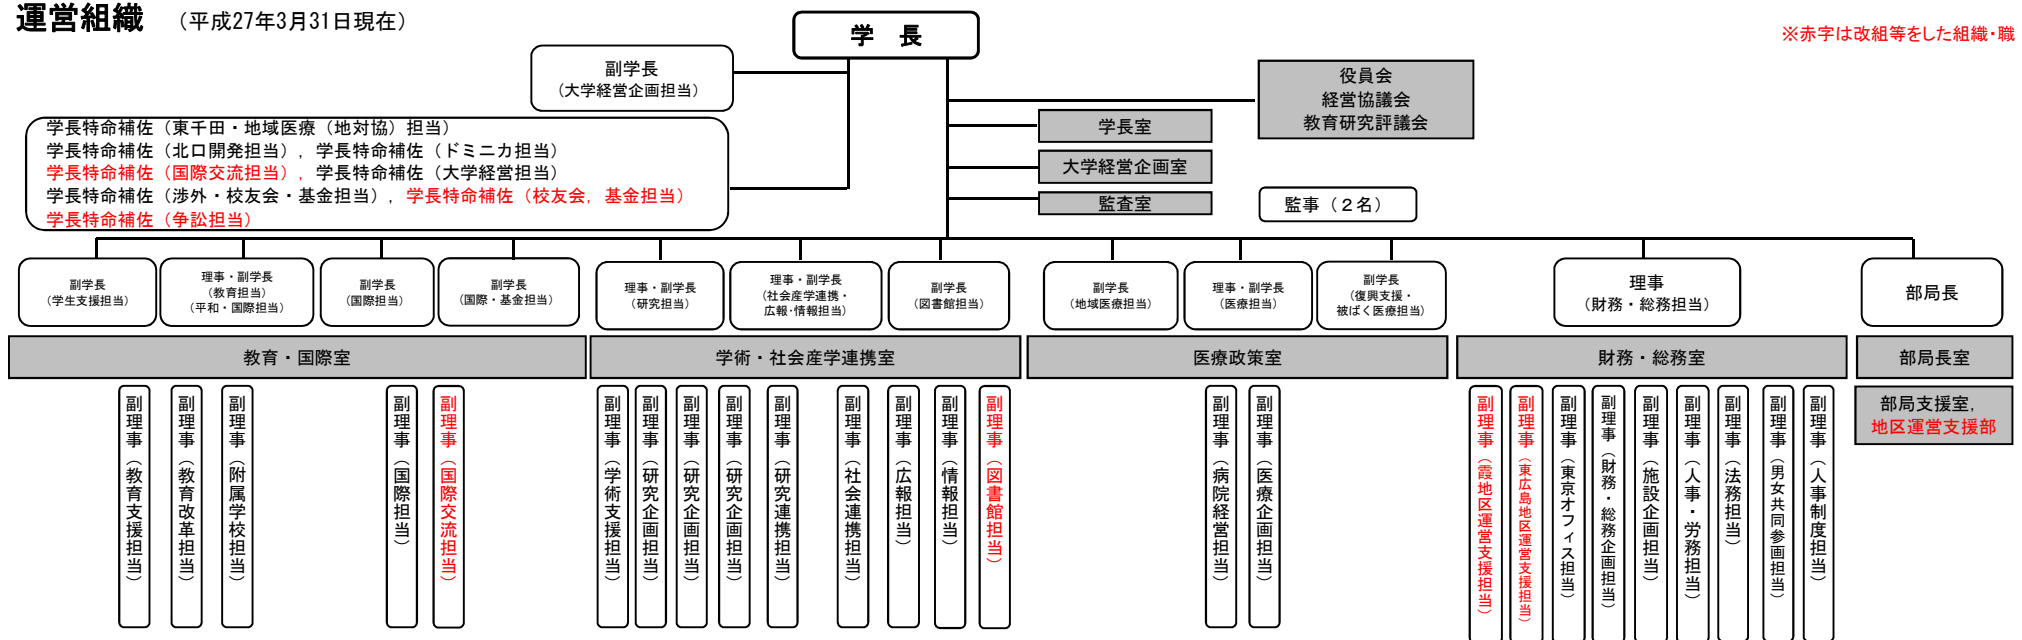 運営組織 （平成27年3月31日現在）
学 長
※赤字は改組等をした組織・職
副学長
（大学経営企画担当）
役員会
経営協議会
教育研究評議会
学長特命補佐（東千田・地域医療（地対協）担当）
学長特命補佐（北口開発担当），学長特命補佐（ドミニカ担当）
学長特命補佐（国際交流担当），学長特命補佐（大学経営担当）
学長特命補佐（渉外・校友会・基金担当），学長特命補佐（校友会，基金担当）
学長特命補佐（争訟担当）
学長室
大学経営企画室
監査室
監事（２名）
副学長
（学生支援担当）
理事・副学長
（教育担当）
（平和・国際担当）
副学長
（国際担当）
副学長
（国際・基金担当）
理事・副学長
（研究担当）
理事・副学長
（社会産学連携・
広報・情報担当）
副学長
（図書館担当）
副学長
（地域医療担当）
理事・副学長
（医療担当）
副学長
（復興支援・
被ばく医療担当）
理事
（財務・総務担当）
部局長
教育・国際室
学術・社会産学連携室
医療政策室
財務・総務室
部局長室
副理事（教育支援担当）
副理事（教育改革担当）
副理事（附属学校担当）
副理事（国際担当）
副理事（国際交流担当）
副理事（学術支援担当）
副理事（研究企画担当）
副理事（研究企画担当）
副理事（研究企画担当）
副理事（研究連携担当）
副理事（社会連携担当）
副理事（広報担当）
副理事（情報担当）
副理事（図書館担当）
副理事（病院経営担当）
副理事（医療企画担当）
副理事（霞地区運営支援担当）
副理事（東広島地区運営支援担当）
副理事（東京オフィス担当）
副理事（財務・総務企画担当）
副理事（施設企画担当）
副理事（人事・労務担当）
副理事（法務担当）
副理事（男女共同参画担当）
副理事（人事制度担当）
部局支援室，
地区運営支援部